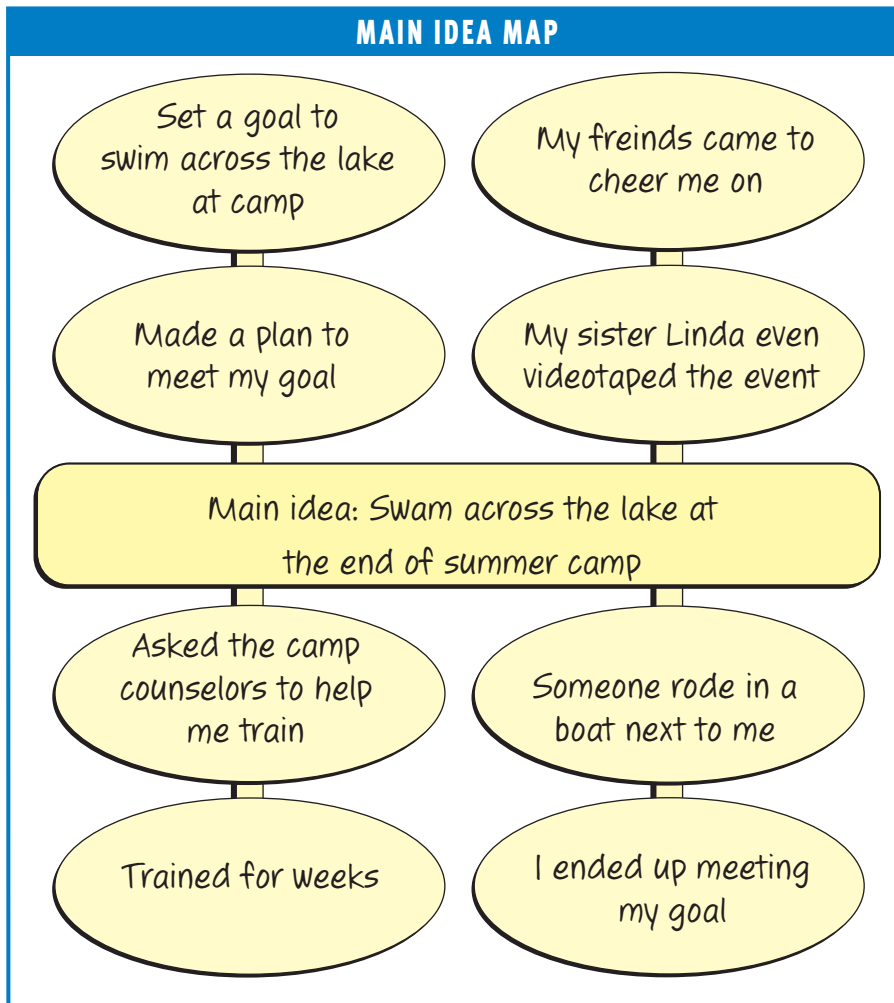 MAIN IDEA MAP
Set a goal to
swim across the lake
at camp
My freinds came to
cheer me on
Made a plan to
meet my goal
My sister Linda even
videotaped the event
Main idea: Swam across the lake at
the end of summer camp
Asked the camp
counselors to help
me train
Someone rode in a
boat next to me
Trained for weeks
I ended up meeting
my goal